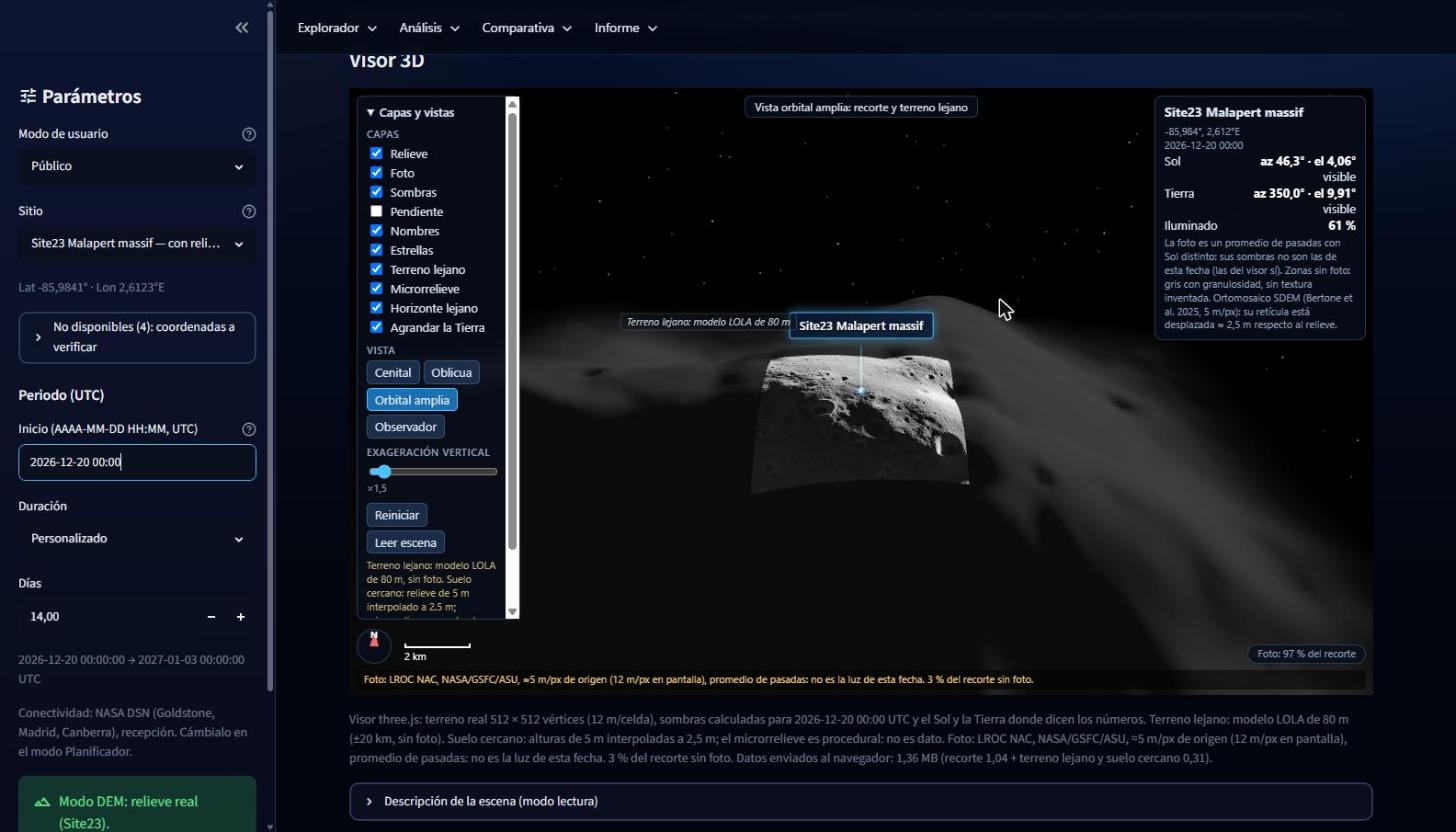 Explorador
Análisis
Comparativa
Informe
Parámetros
Modo de usuario
Público
Sitio
Site23 Malapert massif — con reli...
Lat -85,9841° · Lon 2,6123°E
No disponibles (4): coordenadas a
verificar
Periodo (UTC)
Inicio (AAAA-MM-DD HH:MM, UTC)
2026-12-20 00:00
Duración
Personalizado
Días
14,00
2026-12-20 00:00:00 → 2027-01-03 00:00:00
UTC
Conectividad: NASA DSN (Goldstone,
Madrid, Canberra), recepción. Cámbialo en
el modo Planificador.
Modo DEM: relieve real
(Site23).
Visor 3D
▼ Capas y vistas
CAPAS
Relieve
Foto
Sombras
Pendiente
Nombres
Estrellas
Terreno lejano
Microrrelieve
Horizonte lejano
Agrandar la Tierra
VISTA
Cenital
Oblicua
Orbital amplia
Observador
EXAGERACIÓN VERTICAL
×1,5
Reiniciar
Leer escena
Terreno lejano: modelo LOLA
de 80 m, sin foto. Suelo
cercano: relieve de 5 m
interpolado a 2.5 m;
N
2 km
Vista orbital amplia: recorte y terreno lejano
Terreno lejano: modelo LOLA de 80 m
Site23 Malapert massif
Site23 Malapert massif
-85,984°, 2,612°E
2026-12-20 00:00
Sol az 46,3° · el 4,06°
visible
Tierra az 350,0° · el 9,91°
visible
Iluminado 61 %
La foto es un promedio de pasadas con
Sol distinto: sus sombras no son las de
esta fecha (las del visor sí). Zonas sin foto:
gris con granulosidad, sin textura
inventada. Ortomosaico SDEM (Bertone et
al. 2025, 5 m/px): su retícula está
desplazada ≈ 2,5 m respecto al relieve.
Foto: 97 % del recorte
Foto: LROC NAC, NASA/GSFC/ASU, ≈5 m/px de origen (12 m/px en pantalla), promedio de pasadas: no es la luz de esta fecha. 3 % del recorte sin foto.
Visor three.js: terreno real 512 × 512 vértices (12 m/celda), sombras calculadas para 2026-12-20 00:00 UTC y el Sol y la Tierra donde dicen los números. Terreno lejano: modelo LOLA de 80 m
(±20 km, sin foto). Suelo cercano: alturas de 5 m interpoladas a 2,5 m; el microrrelieve es procedural: no es dato. Foto: LROC NAC, NASA/GSFC/ASU, ≈5 m/px de origen (12 m/px en pantalla),
promedio de pasadas: no es la luz de esta fecha. 3 % del recorte sin foto. Datos enviados al navegador: 1,36 MB (recorte 1,04 + terreno lejano y suelo cercano 0,31).
Descripción de la escena (modo lectura)